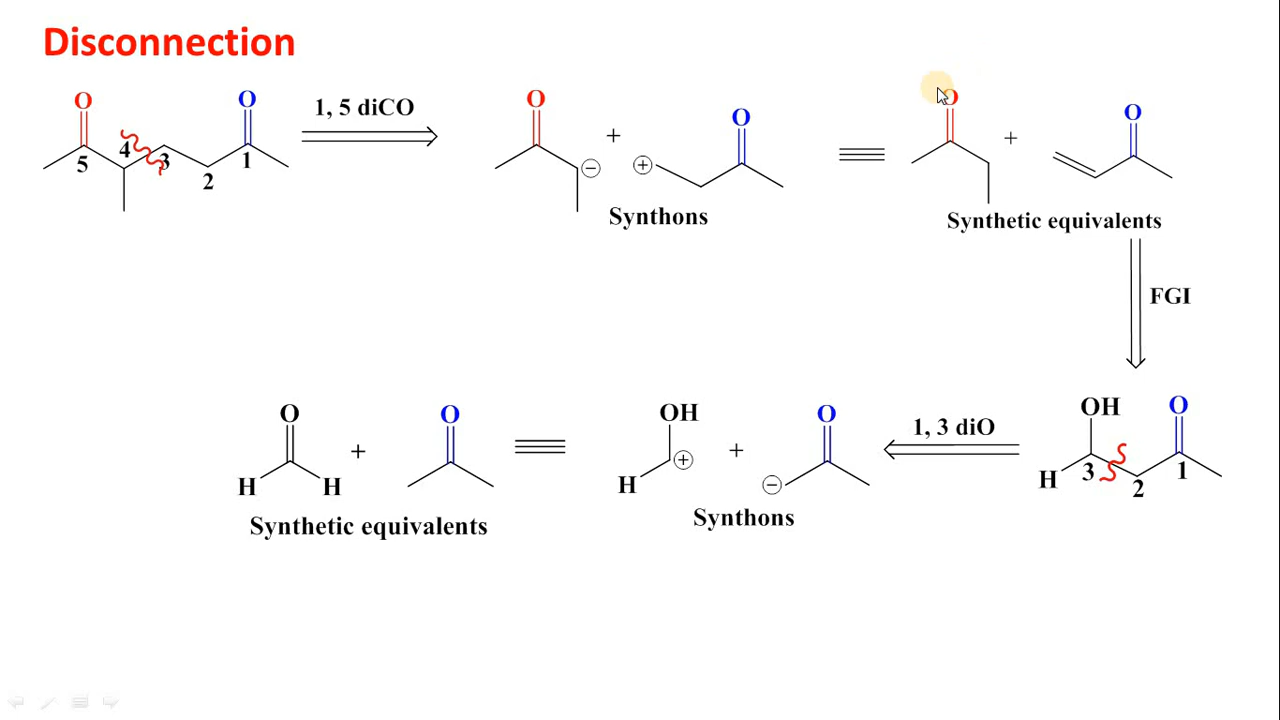 Disconnection
O
O
5
4
3
2
1
1, 5 diCO
O
⊖
+
⊕
O
Synthons
O
+
O
Synthetic equivalents
FGI
O
H
H
+
O
Synthetic equivalents
OH
H
⊕
+
⊖
O
Synthons
1, 3 diO
OH
H
3
2
1
O